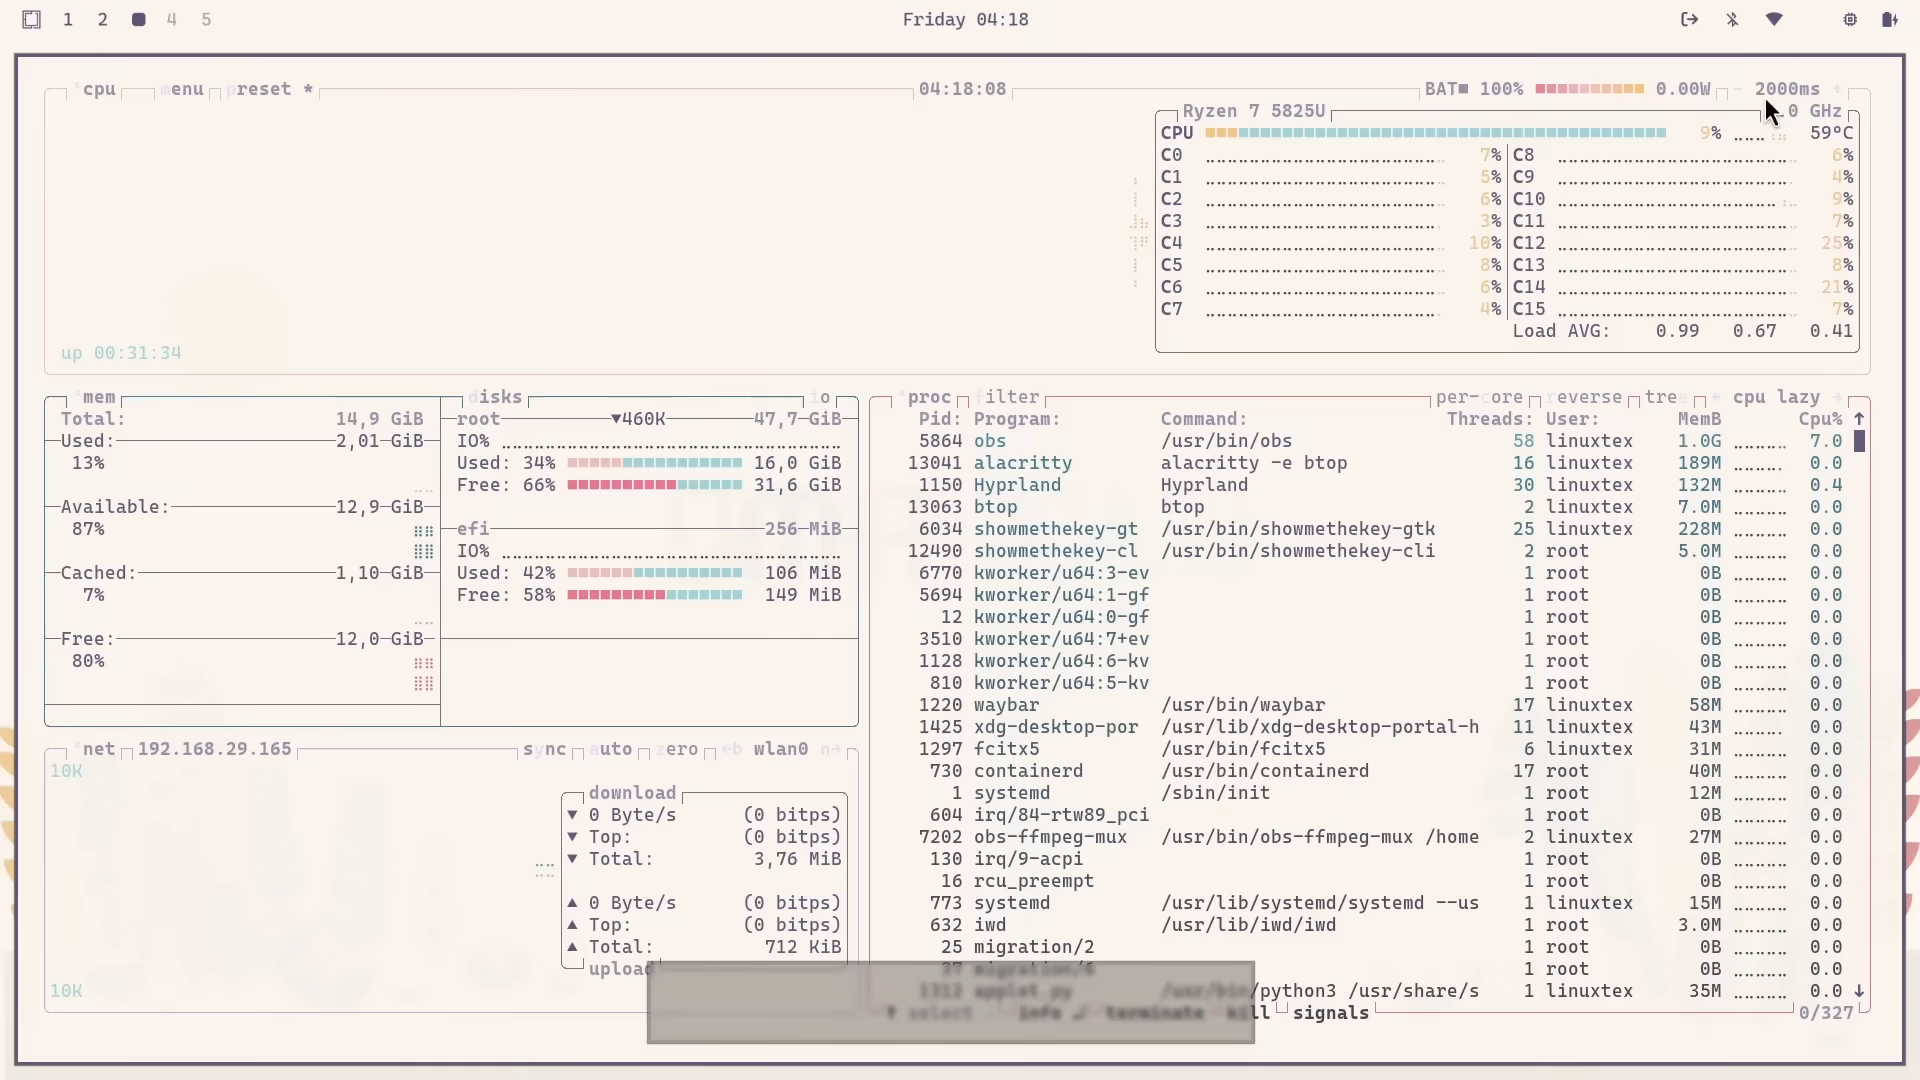 1 2 4 5 Friday 04:18
cpu menu preset * 04:18:08 BAT■ 100% 0.00W - 2000ms +
Ryzen 7 5825U 0 GHz
CPU 9% 59°C
C0 7% C8 6%
C1 5% C9 4%
C2 6% C10 9%
C3 3% C11 7%
C4 10% C12 25%
C5 8% C13 8%
C6 6% C14 21%
C7 4% C15 7%
Load AVG: 0.99 0.67 0.41
up 00:31:34
mem
Total: 14,9 GiB
Used: 2,01 GiB
13%
Available: 12,9 GiB
87%
Cached: 1,10 GiB
7%
Free: 12,0 GiB
80%
disks io
root ▼460K 47,7 GiB
IO%
Used: 34% 16,0 GiB
Free: 66% 31,6 GiB
efi 256 MiB
IO%
Used: 42% 106 MiB
Free: 58% 149 MiB
net 192.168.29.165 sync auto zero ←b wlan0 n→
10K
download
▼ 0 Byte/s (0 bitps)
▼ Top: (0 bitps)
▼ Total: 3,76 MiB
▲ 0 Byte/s (0 bitps)
▲ Top: (0 bitps)
▲ Total: 712 KiB
upload
10K
proc filter per-core reverse tree ← cpu lazy →
Pid: Program: Command: Threads: User: MemB Cpu% ↑
5864 obs /usr/bin/obs 58 linuxtex 1.0G 7.0
13041 alacritty alacritty -e btop 16 linuxtex 189M 0.0
1150 Hyprland Hyprland 30 linuxtex 132M 0.4
13063 btop btop 2 linuxtex 7.0M 0.0
6034 showmethekey-gt /usr/bin/showmethekey-gtk 25 linuxtex 228M 0.0
12490 showmethekey-cl /usr/bin/showmethekey-cli 2 root 5.0M 0.0
6770 kworker/u64:3-ev 1 root 0B 0.0
5694 kworker/u64:1-gf 1 root 0B 0.0
12 kworker/u64:0-gf 1 root 0B 0.0
3510 kworker/u64:7+ev 1 root 0B 0.0
1128 kworker/u64:6-kv 1 root 0B 0.0
810 kworker/u64:5-kv 1 root 0B 0.0
1220 waybar /usr/bin/waybar 17 linuxtex 58M 0.0
1425 xdg-desktop-por /usr/lib/xdg-desktop-portal-h 11 linuxtex 43M 0.0
1297 fcitx5 /usr/bin/fcitx5 6 linuxtex 31M 0.0
730 containerd /usr/bin/containerd 17 root 40M 0.0
1 systemd /sbin/init 1 root 12M 0.0
604 irq/84-rtw89_pci 1 root 0B 0.0
7202 obs-ffmpeg-mux /usr/bin/obs-ffmpeg-mux /home 2 linuxtex 27M 0.0
130 irq/9-acpi 1 root 0B 0.0
16 rcu_preempt 1 root 0B 0.0
773 systemd /usr/lib/systemd/systemd --us 1 linuxtex 15M 0.0
632 iwd /usr/lib/iwd/iwd 1 root 3.0M 0.0
25 migration/2 1 root 0B 0.0
migration/6 1 root 0B 0.0
1312 applet.py /usr/bin/python3 /usr/share/s 1 linuxtex 35M 0.0 ↓
↑ select info ↲ terminate kill signals 0/327